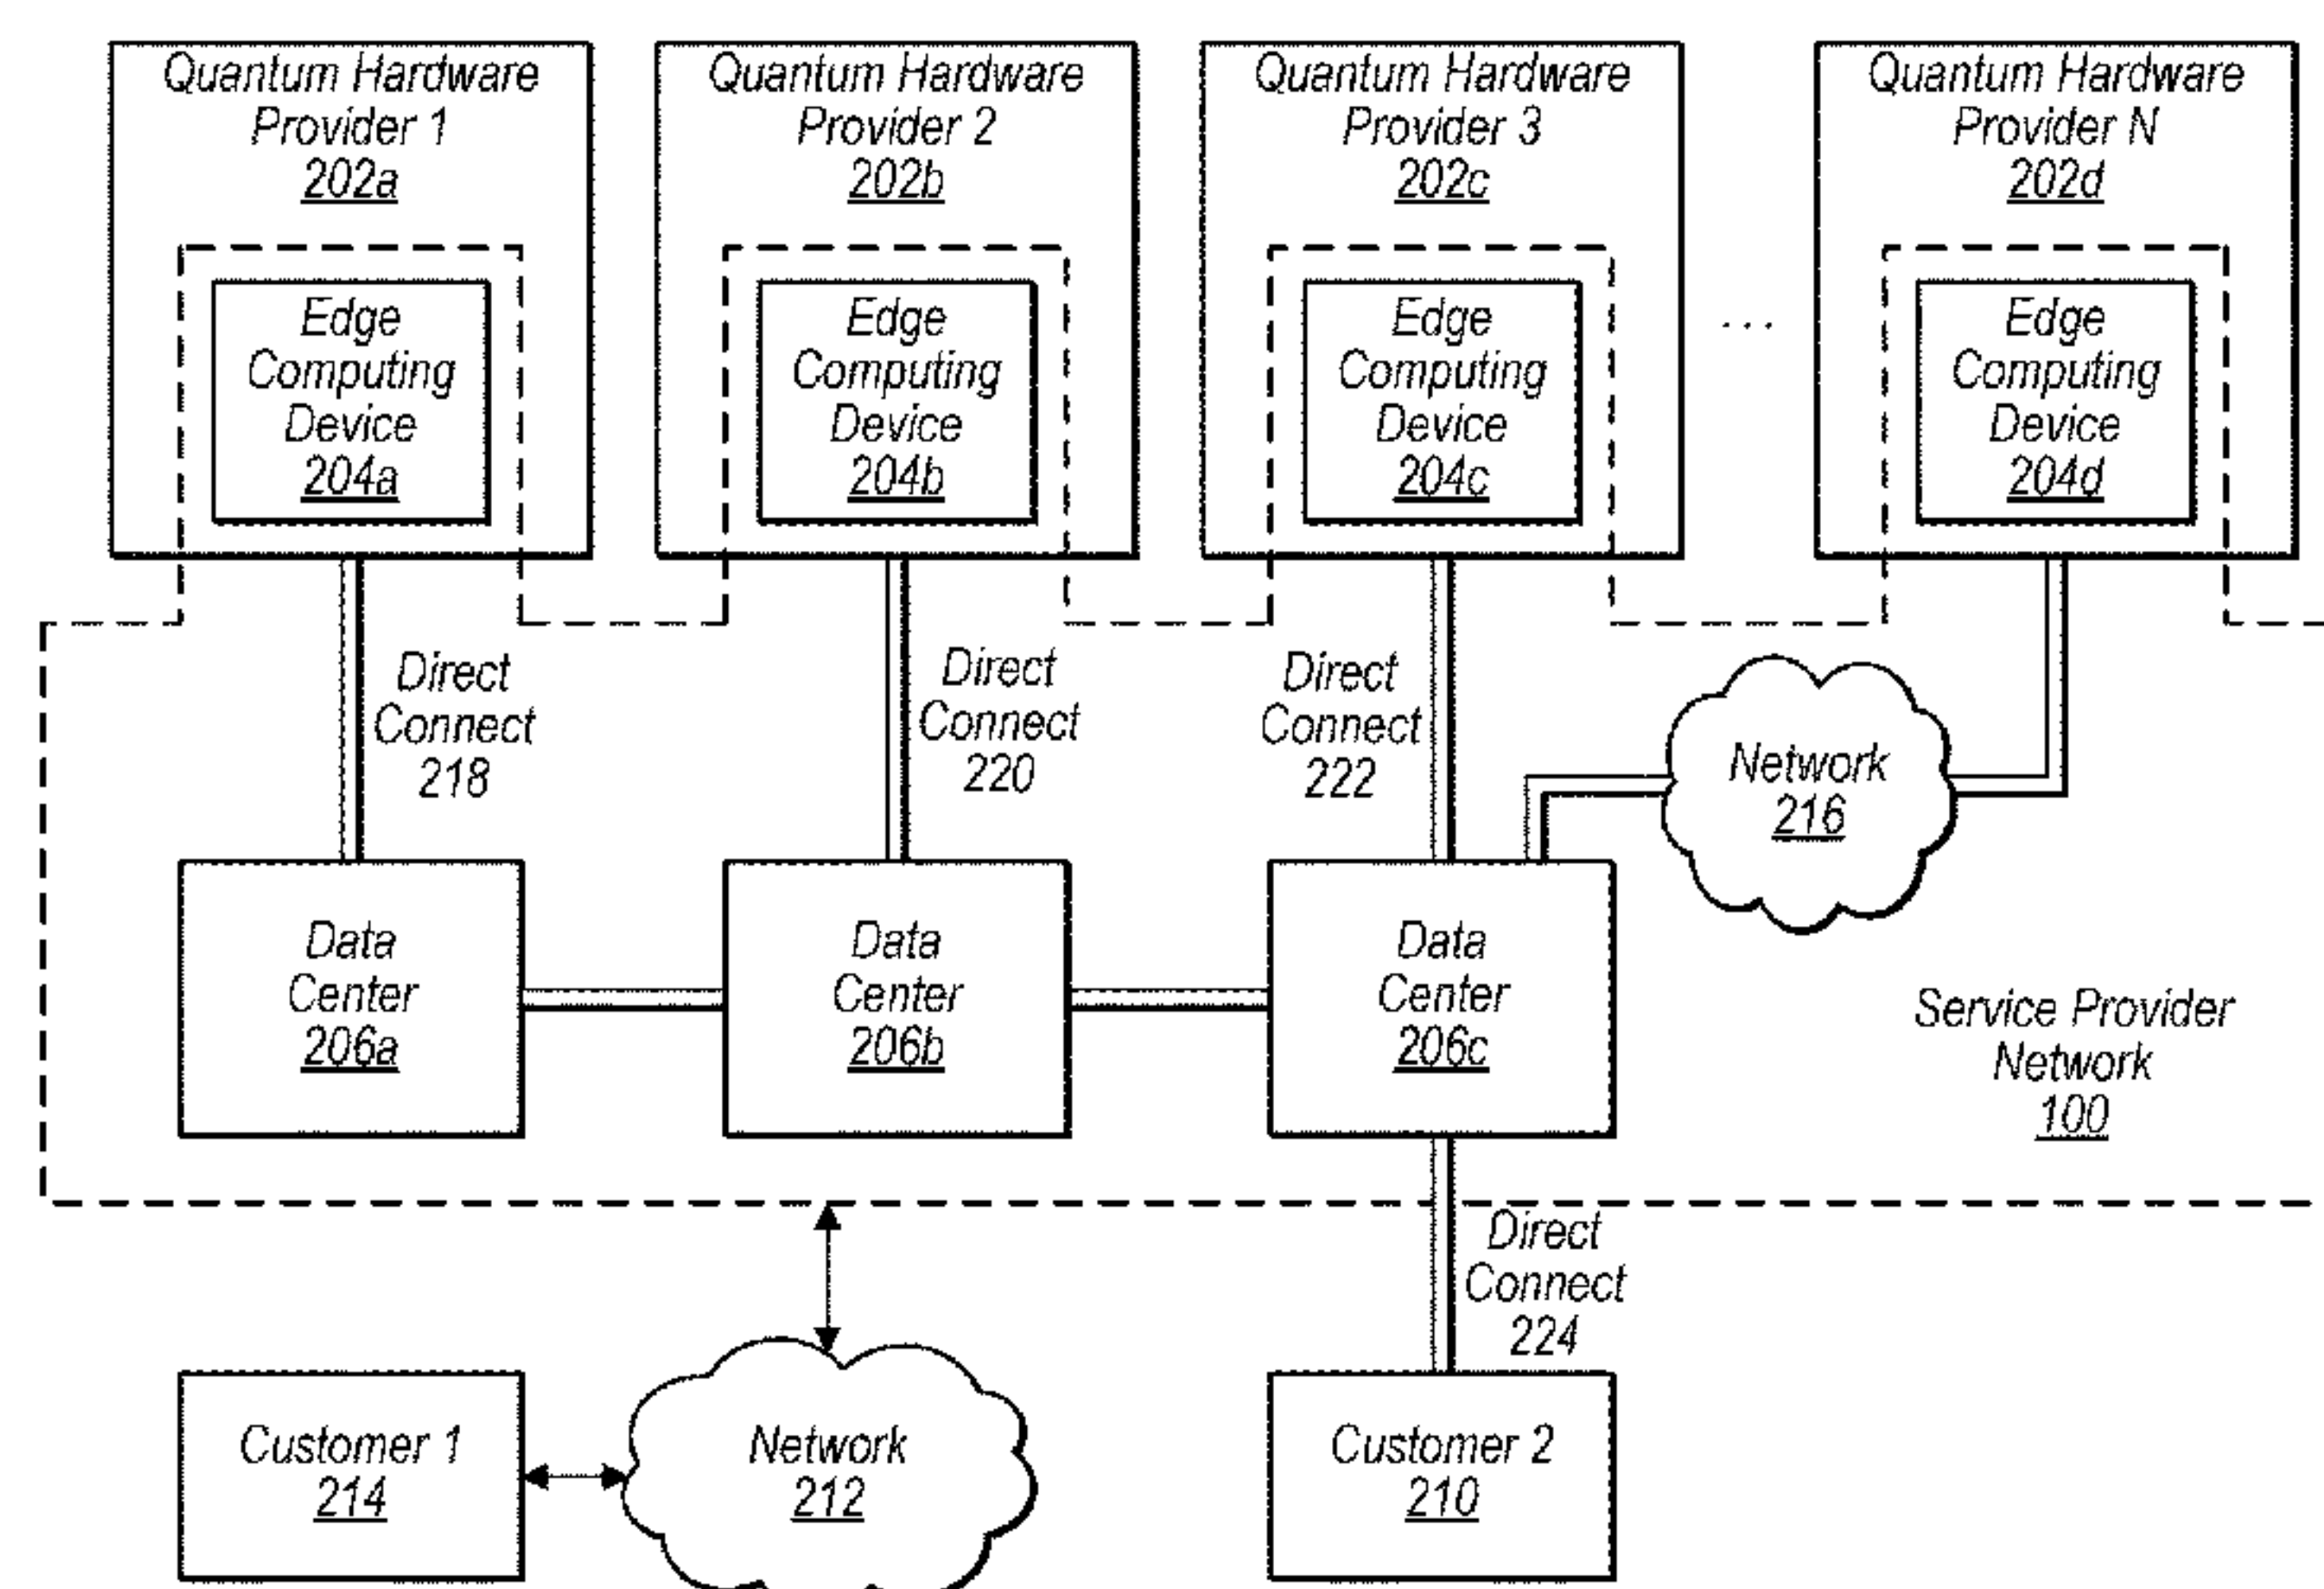 Quantum Hardware
Provider 1
202a
Quantum Hardware
Provider 2
202b
Quantum Hardware
Provider 3
202c
Quantum Hardware
Provider N
202d
Edge
Computing
Device
204a
Edge
Computing
Device
204b
Edge
Computing
Device
204c
...
Edge
Computing
Device
204d
Direct
Connect
218
Direct
Connect
220
Direct
Connect
222
Network
216
Data
Center
206a
Data
Center
206b
Data
Center
206c
Service Provider
Network
100
Direct
Connect
224
Customer 1
214
Network
212
Customer 2
210